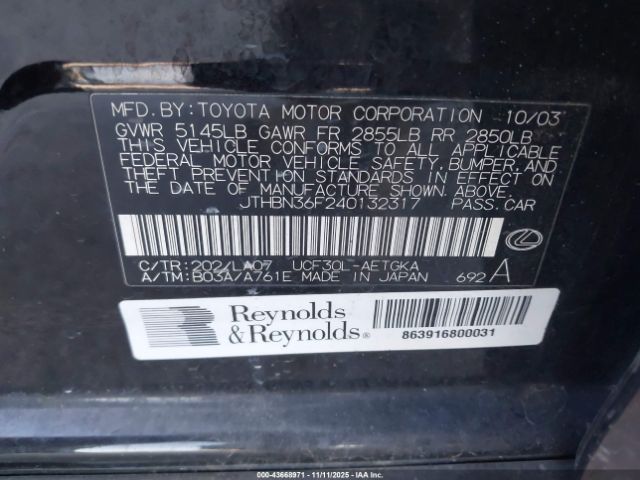 MFD.BY:TOYOTA MOTOR CORPORATION 10/03
GVWR 5145LB GAWR FR 2855LB RR 2850LB
THIS VEHICLE CONFORMS TO ALL APPLICABLE
FEDERAL MOTOR VEHICLE SAFETY, BUMPER, AND
THEFT PREVENTION STANDARDS IN EFFECT ON
THE DATE OF MANUFACTURE SHOWN ABOVE.
JTHBN36F240132317 PASS.CAR
C/TR:202/LA07 UCF30L-AETGKA
A/TM:B03A/A761E MADE IN JAPAN 692 A
Reynolds
&Reynolds®
863916800031
000-43668971 - 11/11/2025 - IAAI.COM